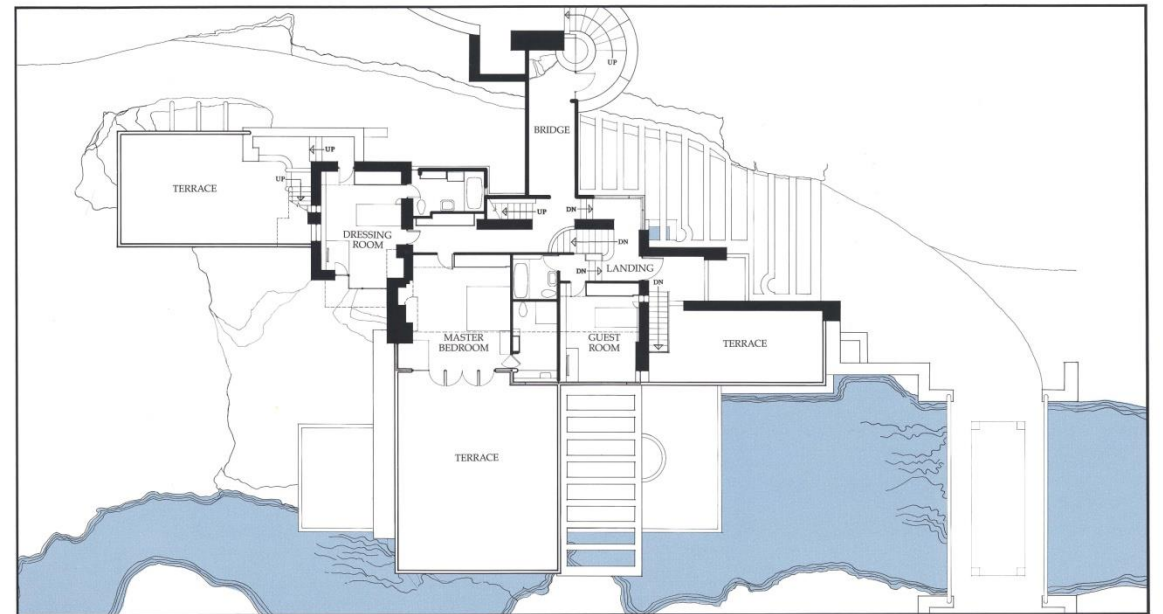 UP
BRIDGE
UP
TERRACE
UP
DN
UP
DRESSING
ROOM
DN
LANDING
DN
DN
MASTER
BEDROOM
GUEST
ROOM
TERRACE
TERRACE